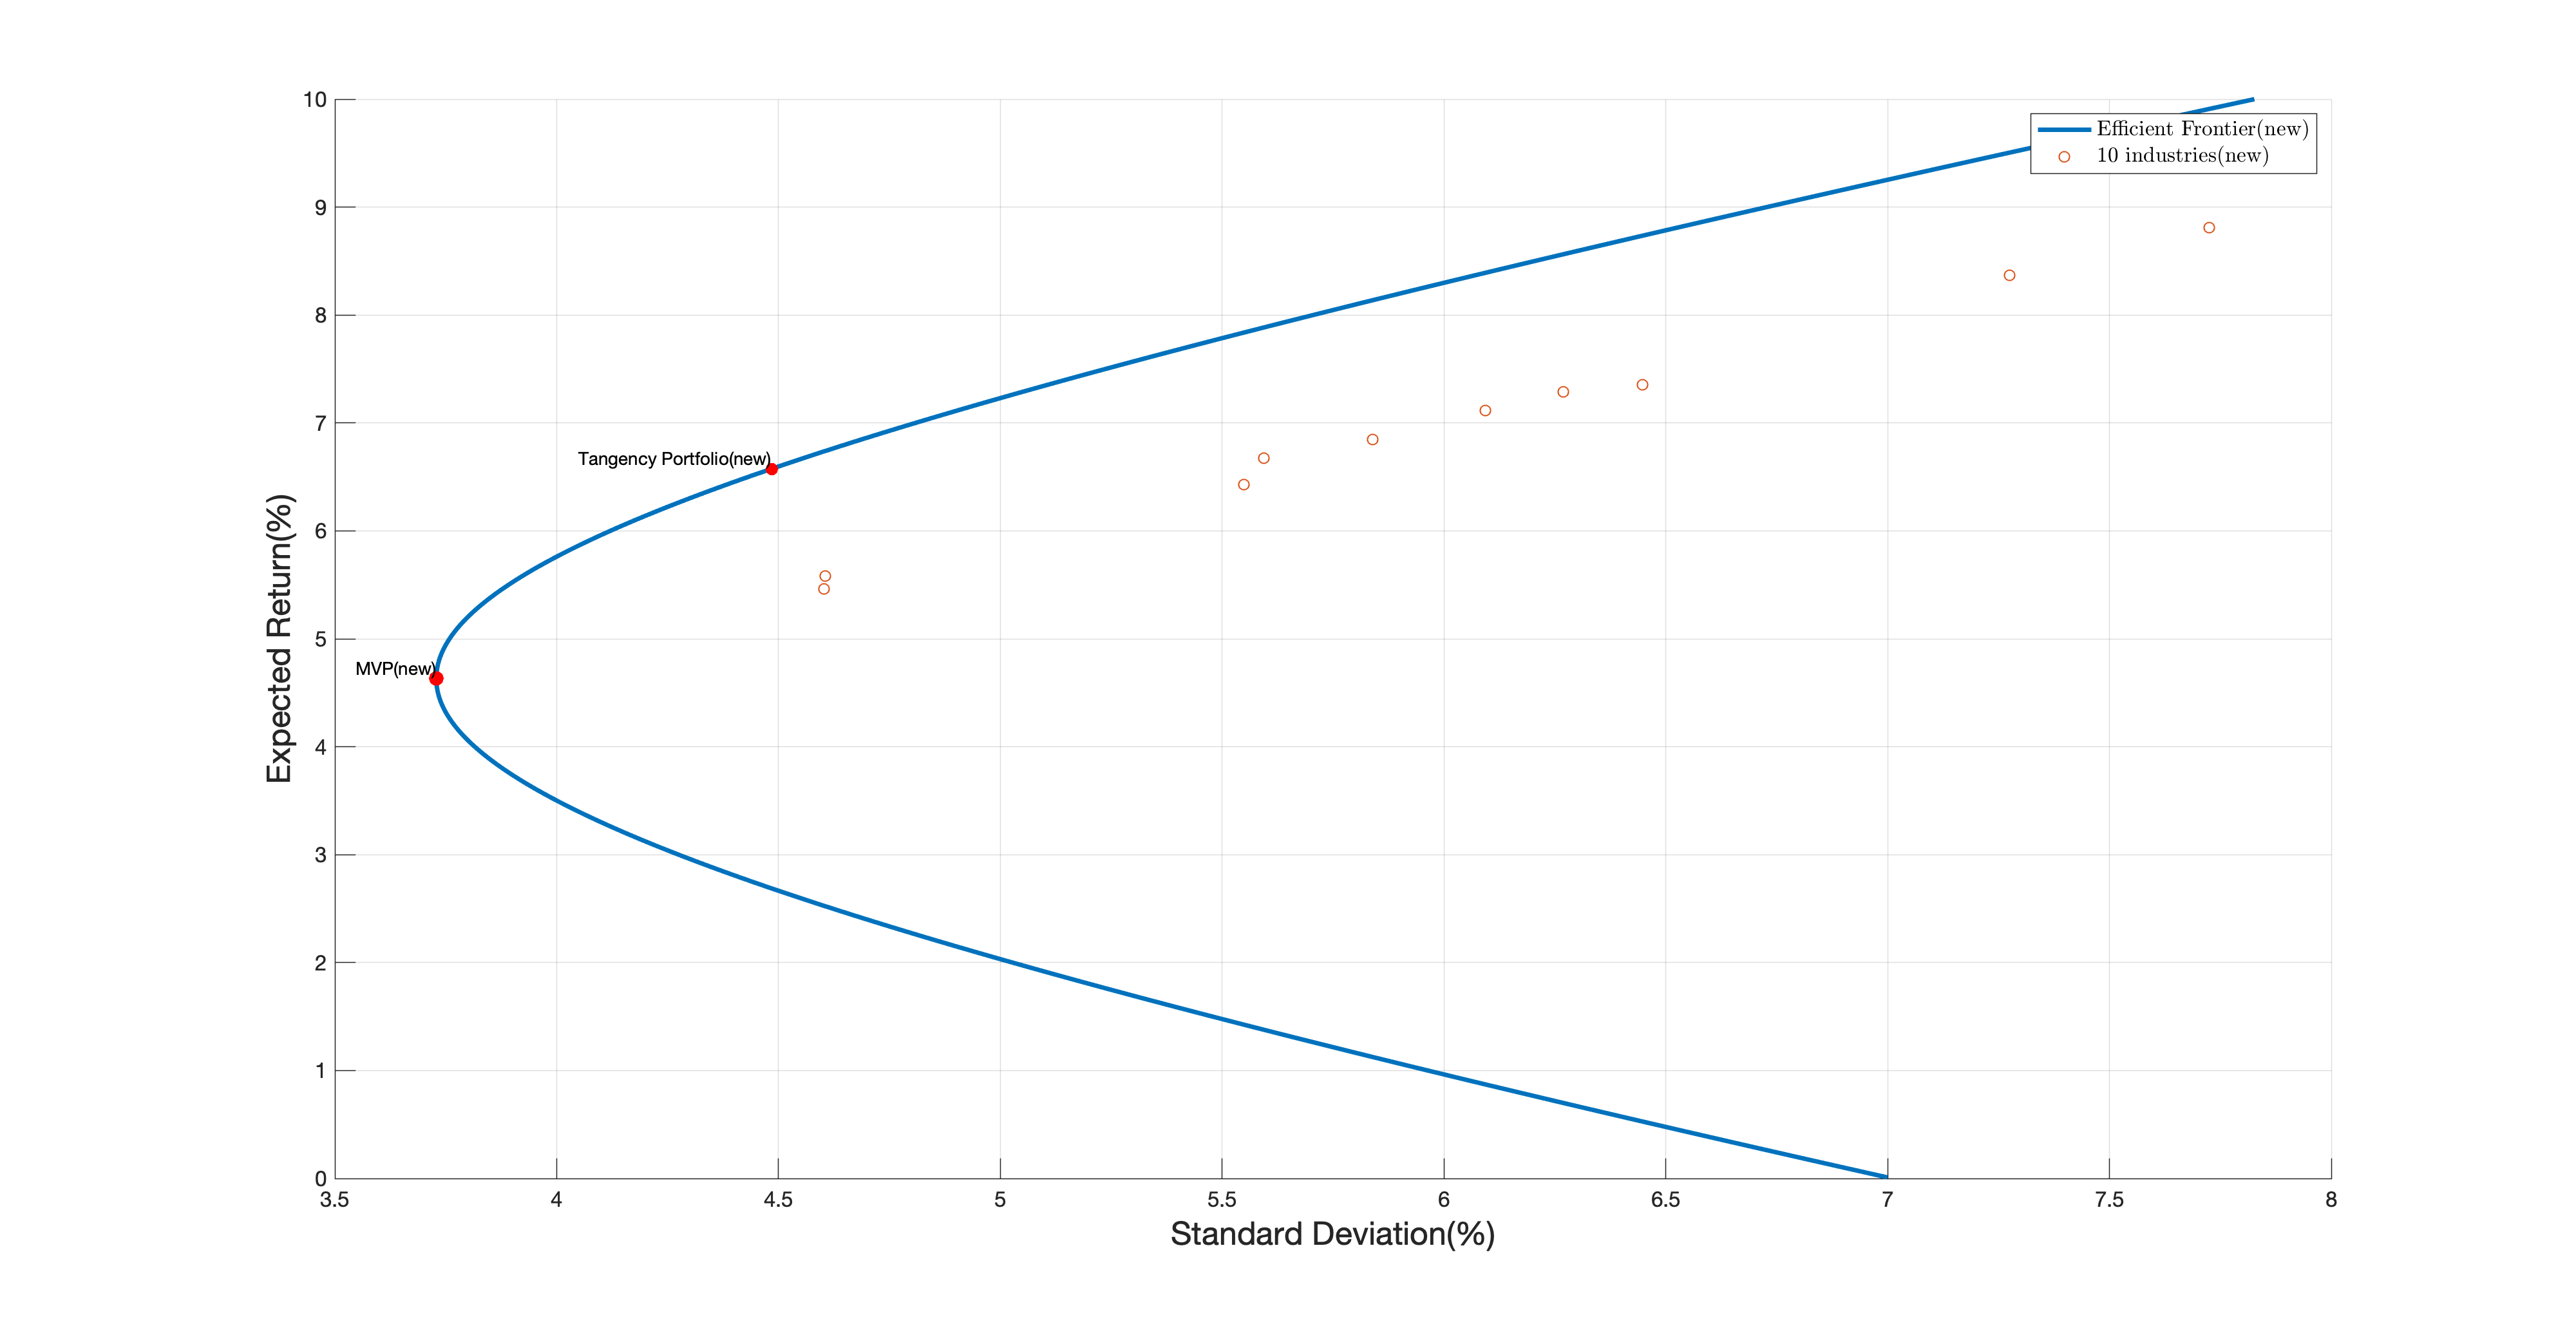 10
9
8
7
6
5
4
3
2
1
0
Expected Return(%)
Efficient Frontier(new)
10 industries(new)
Tangency Portfolio(new)
MVP(new)
3.5 4 4.5 5 5.5 6 6.5 7 7.5 8
Standard Deviation(%)